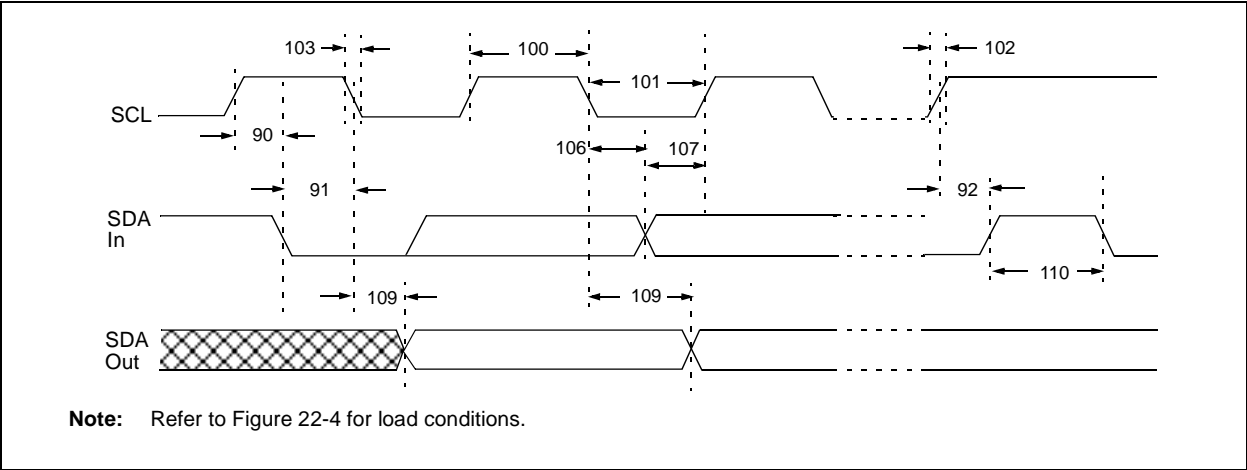 103 100 102
101
SCL
90 106 107
91 92
SDA
In
109 109 110
SDA
Out
Note: Refer to Figure 22-4 for load conditions.